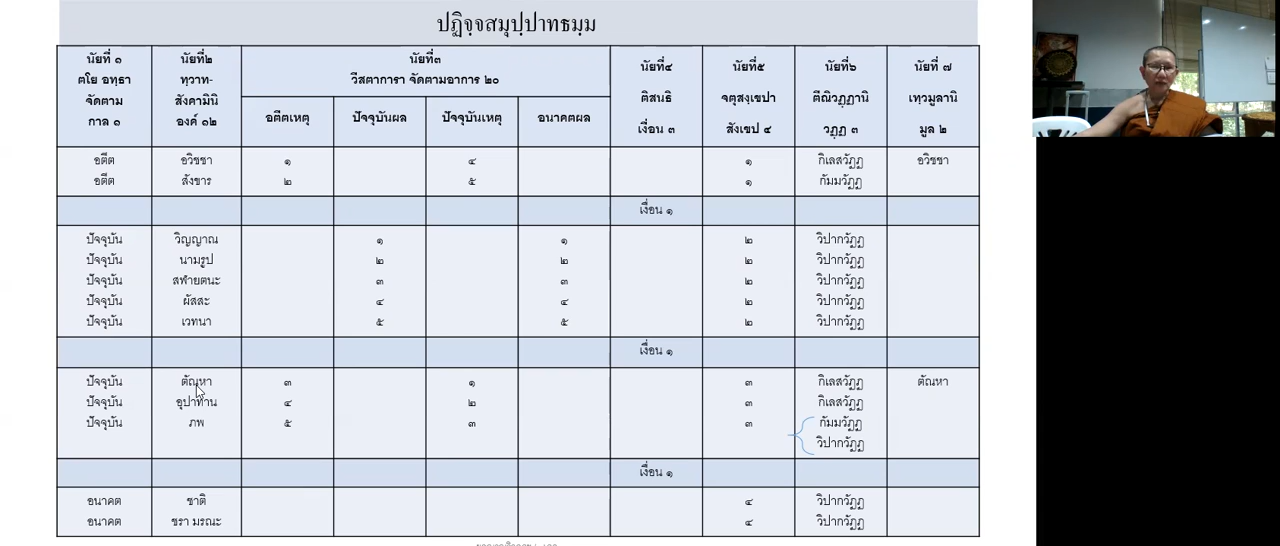 ปฏิจฺจสมุปฺปาทธมฺม
นัยที่ ๑ ตโย อทฺธา จัดตาม กาล ๑
นัยที่๒ ทฺวาท- สังคามินิ องค์ ๑๒
นัยที่๓ วีสตาการา จัดตามอาการ ๒๐
นัยที่๔ ติสนธิ เงื่อน ๓
นัยที่๕ จตุสงฺเขปา สังเขป ๔
นัยที่๖ ตีณิวฏฺฏานิ วฏฺฏ ๓
นัยที่ ๗ เทฺวมูลานิ มูล ๒
อตีตเหตุ ปัจจุบันผล ปัจจุบันเหตุ อนาคตผล
อตีต อวิชชา ๑ ๔ ๑ กิเลสวัฏฏ อวิชชา
อตีต สังขาร ๒ ๕ ๑ กัมมวัฏฏ
เงื่อน ๑
ปัจจุบัน วิญญาณ ๑ ๑ ๒ วิปากวัฏฏ
ปัจจุบัน นามรูป ๒ ๒ ๒ วิปากวัฏฏ
ปัจจุบัน สฬายตนะ ๓ ๓ ๒ วิปากวัฏฏ
ปัจจุบัน ผัสสะ ๔ ๔ ๒ วิปากวัฏฏ
ปัจจุบัน เวทนา ๕ ๕ ๒ วิปากวัฏฏ
เงื่อน ๑
ปัจจุบัน ตัณหา ๓ ๑ ๓ กิเลสวัฏฏ ตัณหา
ปัจจุบัน อุปาทาน ๔ ๒ ๓ กิเลสวัฏฏ
ปัจจุบัน ภพ ๕ ๓ ๓ กัมมวัฏฏ
วิปากวัฏฏ
เงื่อน ๑
อนาคต ชาติ ๔ วิปากวัฏฏ
อนาคต ชรา มรณะ ๔ วิปากวัฏฏ